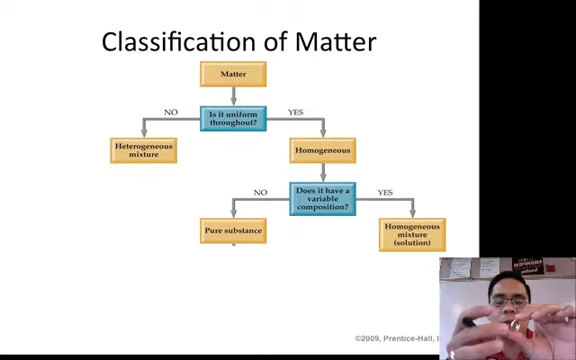 Classification of Matter
Matter
Is it uniform
throughout?
NO
YES
Heterogeneous
mixture
Homogeneous
Does it have a
variable
composition?
NO
YES
Pure substance
Homogeneous
mixture
(solution)
©2009, Prentice-Hall, I